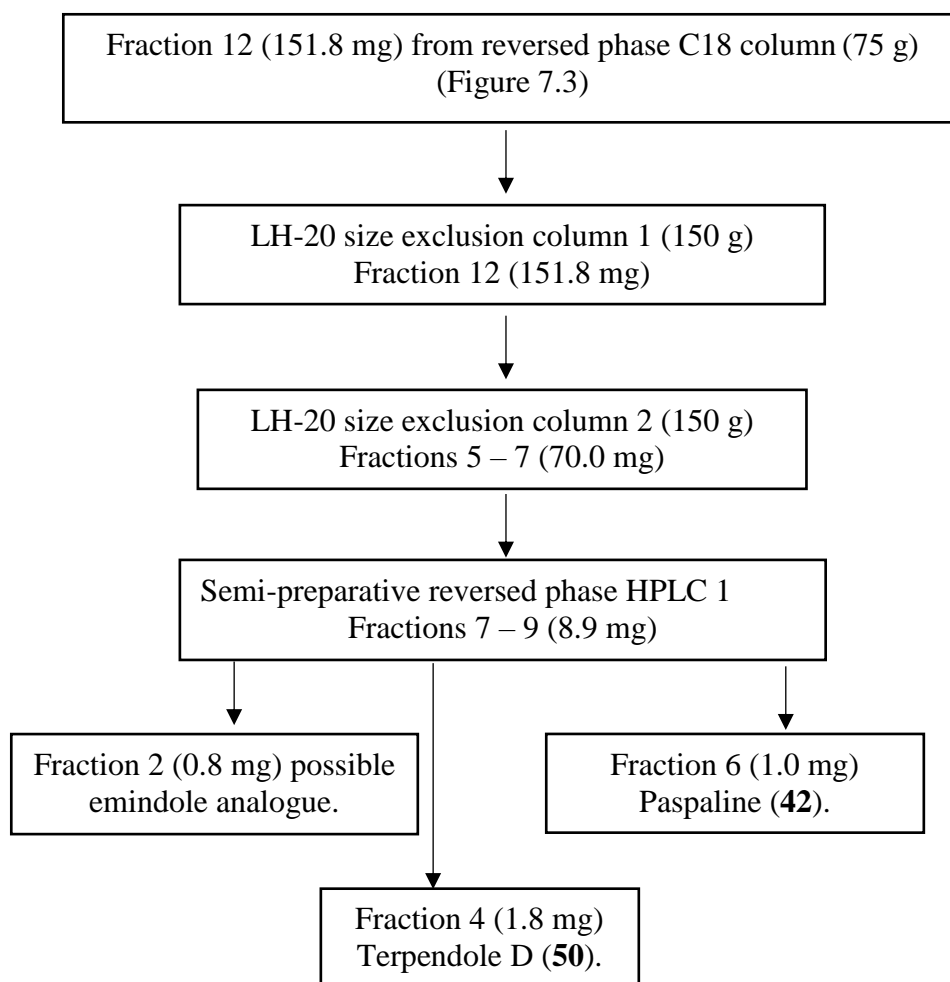 Fraction 12 (151.8 mg) from reversed phase C18 column (75 g)
(Figure 7.3)
LH-20 size exclusion column 1 (150 g)
Fraction 12 (151.8 mg)
LH-20 size exclusion column 2 (150 g)
Fractions 5 – 7 (70.0 mg)
Semi-preparative reversed phase HPLC 1
Fractions 7 – 9 (8.9 mg)
Fraction 2 (0.8 mg) possible
emindole analogue.
Fraction 6 (1.0 mg)
Paspaline (42).
Fraction 4 (1.8 mg)
Terpendole D (50).